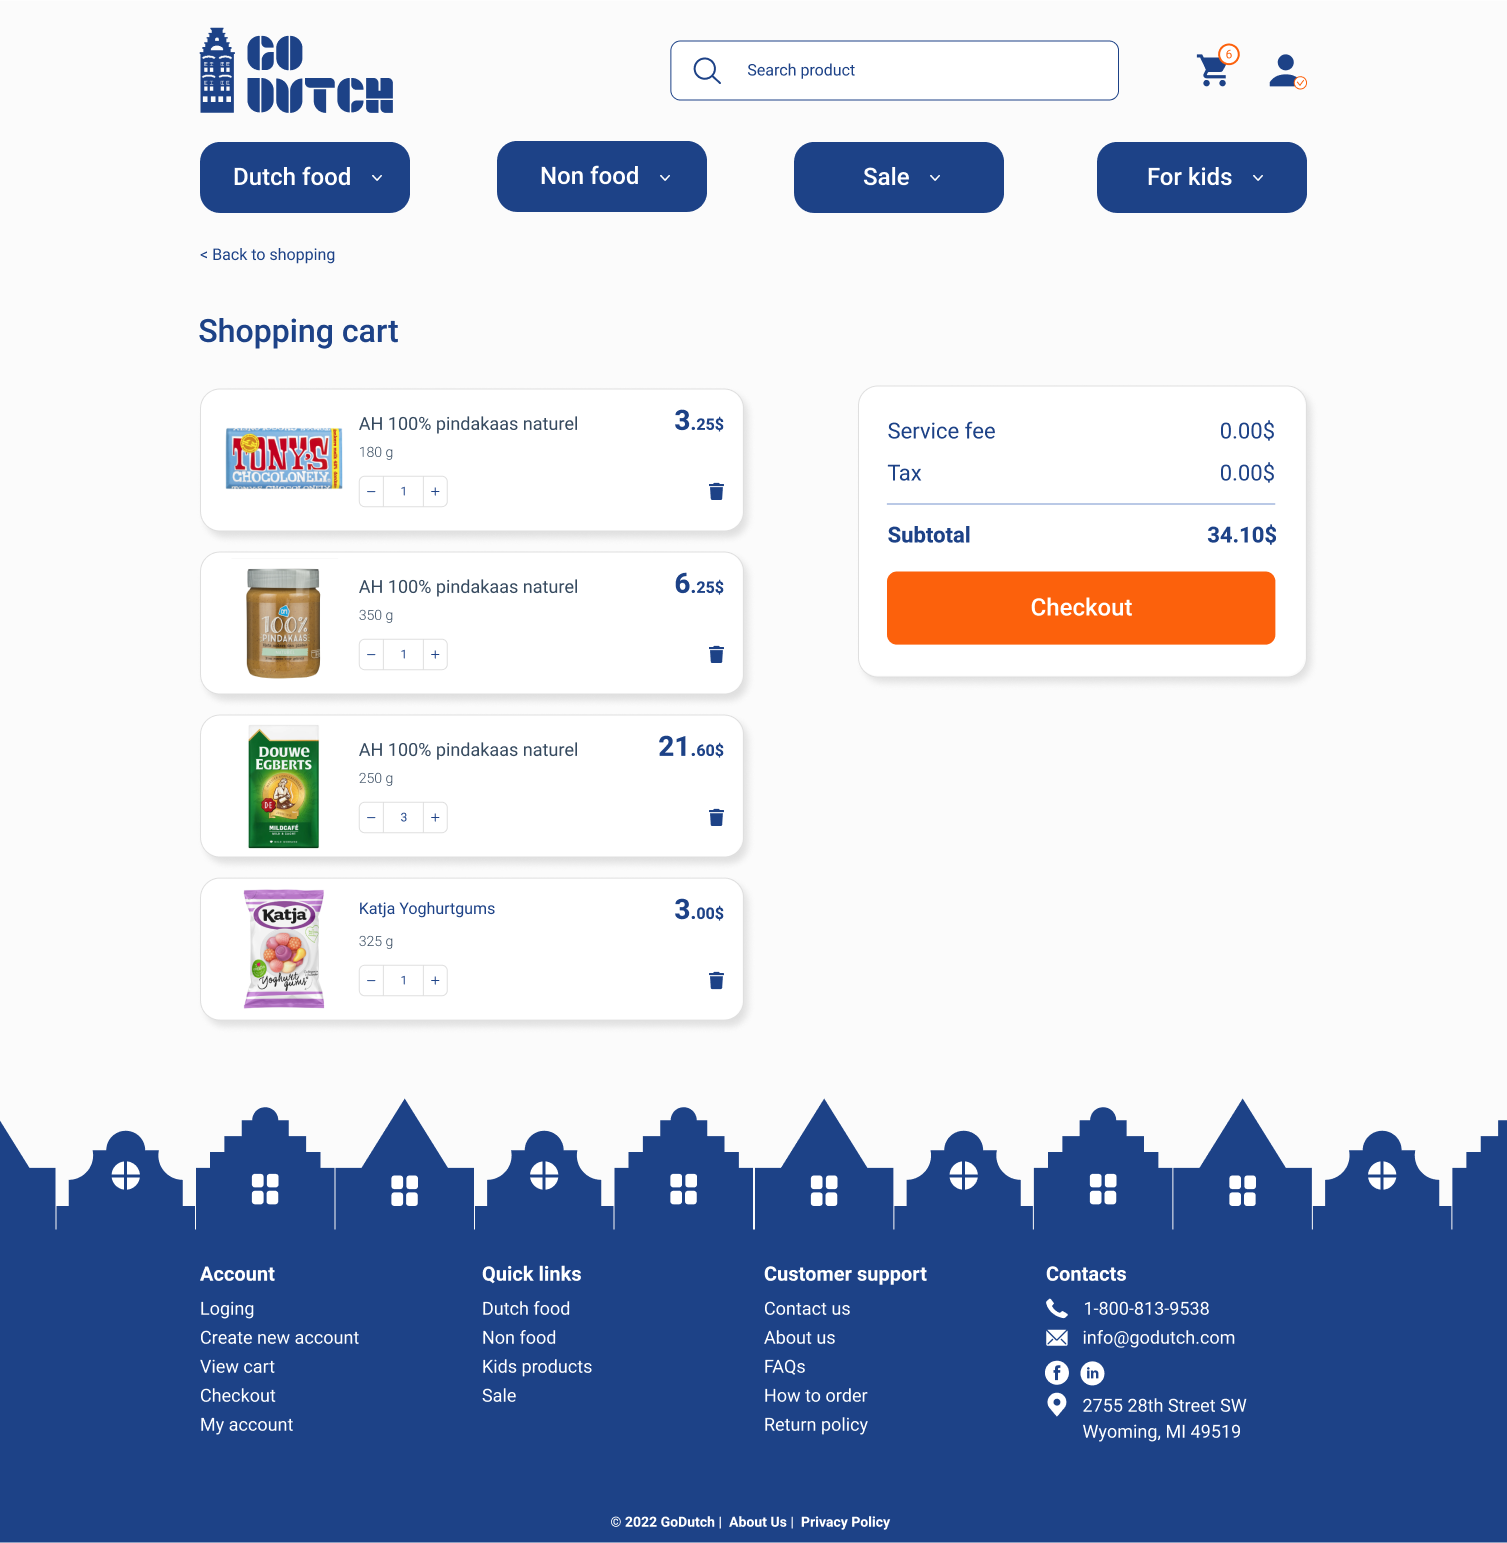 GO
DUTCH
Search product
6
Dutch food
Non food
Sale
For kids
< Back to shopping
Shopping cart
TONY'S
CHOCOLONELY
AH 100% pindakaas naturel
180 g
− 1 +
3.25$
100%
PINDAKAAS
AH 100% pindakaas naturel
350 g
− 1 +
6.25$
DOUWE
EGBERTS
DE
MILDCAFÉ
AH 100% pindakaas naturel
250 g
− 3 +
21.60$
Katja
Yoghurt
gums
Katja Yoghurtgums
325 g
− 1 +
3.00$
Service fee 0.00$
Tax 0.00$
Subtotal 34.10$
Checkout
Account
Loging
Create new account
View cart
Checkout
My account
Quick links
Dutch food
Non food
Kids products
Sale
Customer support
Contact us
About us
FAQs
How to order
Return policy
Contacts
1-800-813-9538
info@godutch.com
f in
2755 28th Street SW
Wyoming, MI 49519
© 2022 GoDutch | About Us | Privacy Policy